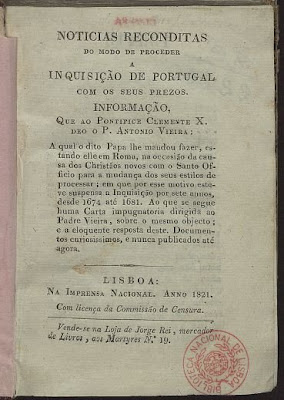 NOTICIAS RECONDITAS
DO MODO DE PROCEDER
A
INQUISIÇÃO DE PORTUGAL
COM OS SEUS PREZOS.
INFORMAÇÃO,
QUE AO PONTIFICE CLEMENTE X.
DEO O P. ANTONIO VIEIRA:
A qual o dito Papa lhe mandou fazer, es-
tando elle em Roma, na occasião da cau-
sa dos Christãos novos com o Santo Of-
ficio para a mudança dos seus estilos de
processar; em que por esse motivo este-
ve suspensa a Inquisição por sete annos,
desde 1674 até 1681. Ao que se segue
huma Carta impugnatoria dirigida ao
Padre Vieira, sobre o mesmo objecto;
e a eloquente resposta deste. Documen-
tos curiosissimos, e nunca publicados até
agora.
LISBOA:
NA IMPRENSA NACIONAL. ANNO 1821.
Com licença da Commissão de Censura.
Vende-se na Loja de Jorge Rei, mercador
de Livros, aos Martyres N.º 19.
BIBLIOTECA NACIONAL DE LISBOA